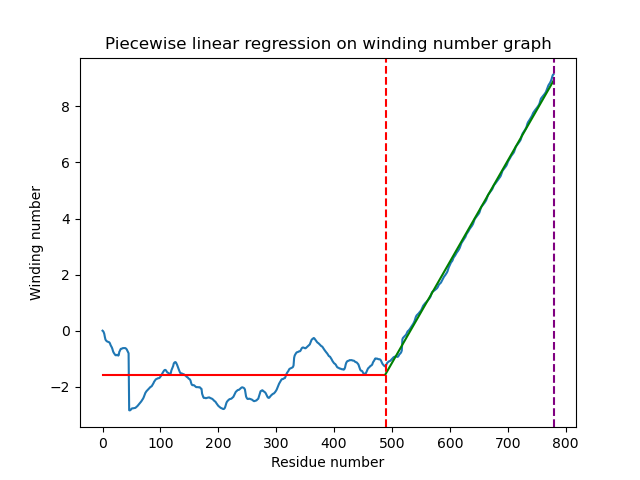 Piecewise linear regression on winding number graph
Winding number
8
6
4
2
0
−2
0 100 200 300 400 500 600 700 800
Residue number